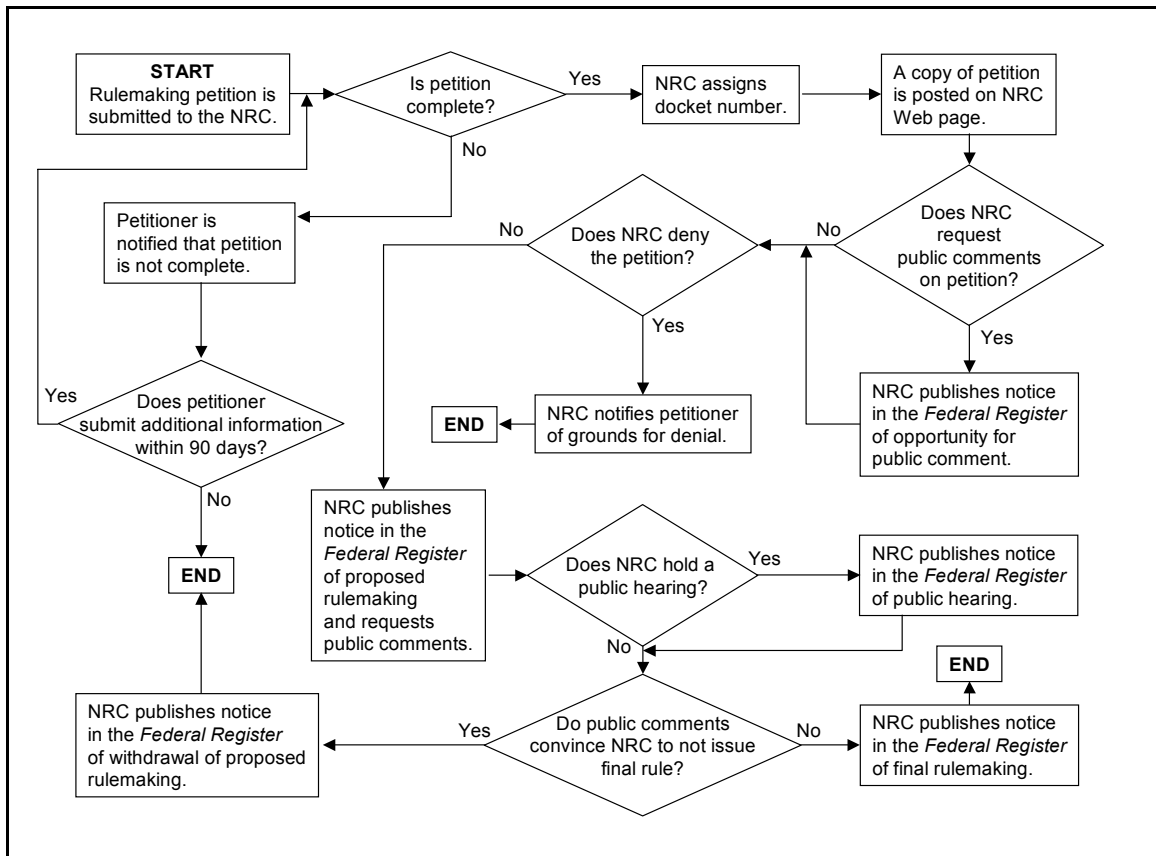 START
Rulemaking petition is
submitted to the NRC.
Is petition
complete?
Yes
NRC assigns
docket number.
A copy of petition
is posted on NRC
Web page.
No
Petitioner is
notified that petition
is not complete.
No
Does NRC deny
the petition?
No
Does NRC
request
public comments
on petition?
Yes
Yes
Yes
Does petitioner
submit additional information
within 90 days?
END
NRC notifies petitioner
of grounds for denial.
NRC publishes notice
in the Federal Register
of opportunity for
public comment.
No
NRC publishes
notice in the
Federal Register
of proposed
rulemaking
and requests
public comments.
Does NRC hold a
public hearing?
Yes
NRC publishes notice
in the Federal Register
of public hearing.
END
No
END
NRC publishes notice
in the Federal Register
of withdrawal of proposed
rulemaking.
Yes
Do public comments
convince NRC to not issue
final rule?
No
NRC publishes notice
in the Federal Register
of final rulemaking.